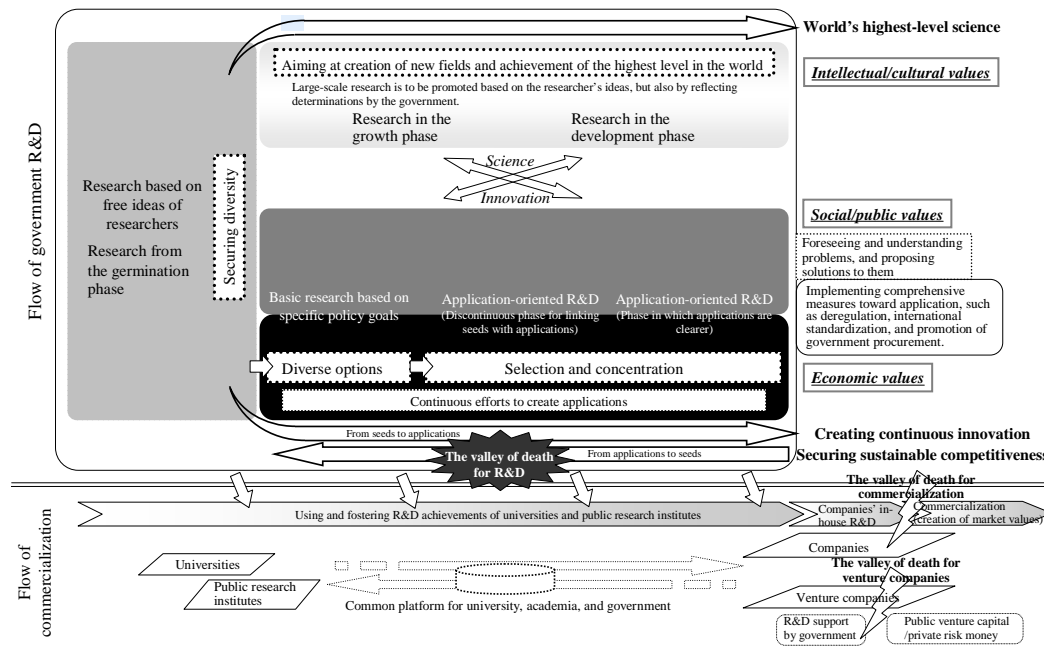 Flow of government R&D
World's highest-level science
Aiming at creation of new fields and achievement of the highest level in the world
Large-scale research is to be promoted based on the researcher's ideas, but also by reflecting
determinations by the government.
Research in the
growth phase
Research in the
development phase
Intellectual/cultural values
Science
Innovation
Research based on
free ideas of
researchers
Research from
the germination
phase
Securing diversity
Social/public values
Foreseeing and understanding
problems, and proposing
solutions to them
Implementing comprehensive
measures toward application, such
as deregulation, international
standardization, and promotion of
government procurement.
Basic research based on
specific policy goals
Application-oriented R&D
(Discontinuous phase for linking
seeds with applications)
Application-oriented R&D
(Phase in which applications are
clearer)
Diverse options
Selection and concentration
Economic values
Continuous efforts to create applications
From seeds to applications
Creating continuous innovation
The valley of death
for R&D
From applications to seeds
Securing sustainable competitiveness
Flow of
commercialization
The valley of death for
commercialization
Using and fostering R&D achievements of universities and public research institutes
Companies' in-
house R&D
Commercialization
(creation of market values)
Universities
Public research
institutes
Common platform for university, academia, and government
Companies
The valley of death for
venture companies
Venture companies
R&D support
by government
Public venture capital
/private risk money